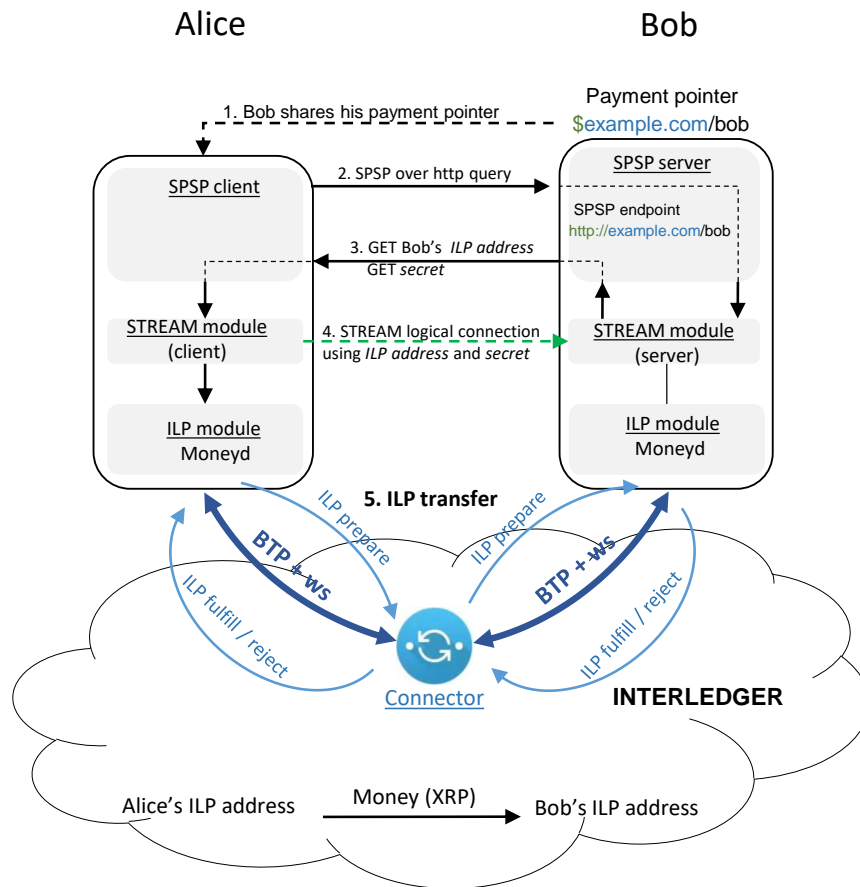 Alice
Bob
Payment pointer
$example.com/bob
1. Bob shares his payment pointer
SPSP client
SPSP server
2. SPSP over http query
SPSP endpoint
http://example.com/bob
3. GET Bob's ILP address
GET secret
STREAM module
(client)
4. STREAM logical connection
using ILP address and secret
STREAM module
(server)
ILP module
Moneyd
ILP module
Moneyd
5. ILP transfer
ILP prepare
ILP prepare
BTP + ws
BTP + ws
ILP fulfill / reject
ILP fulfill / reject
Connector
INTERLEDGER
Alice's ILP address
Money (XRP)
Bob's ILP address